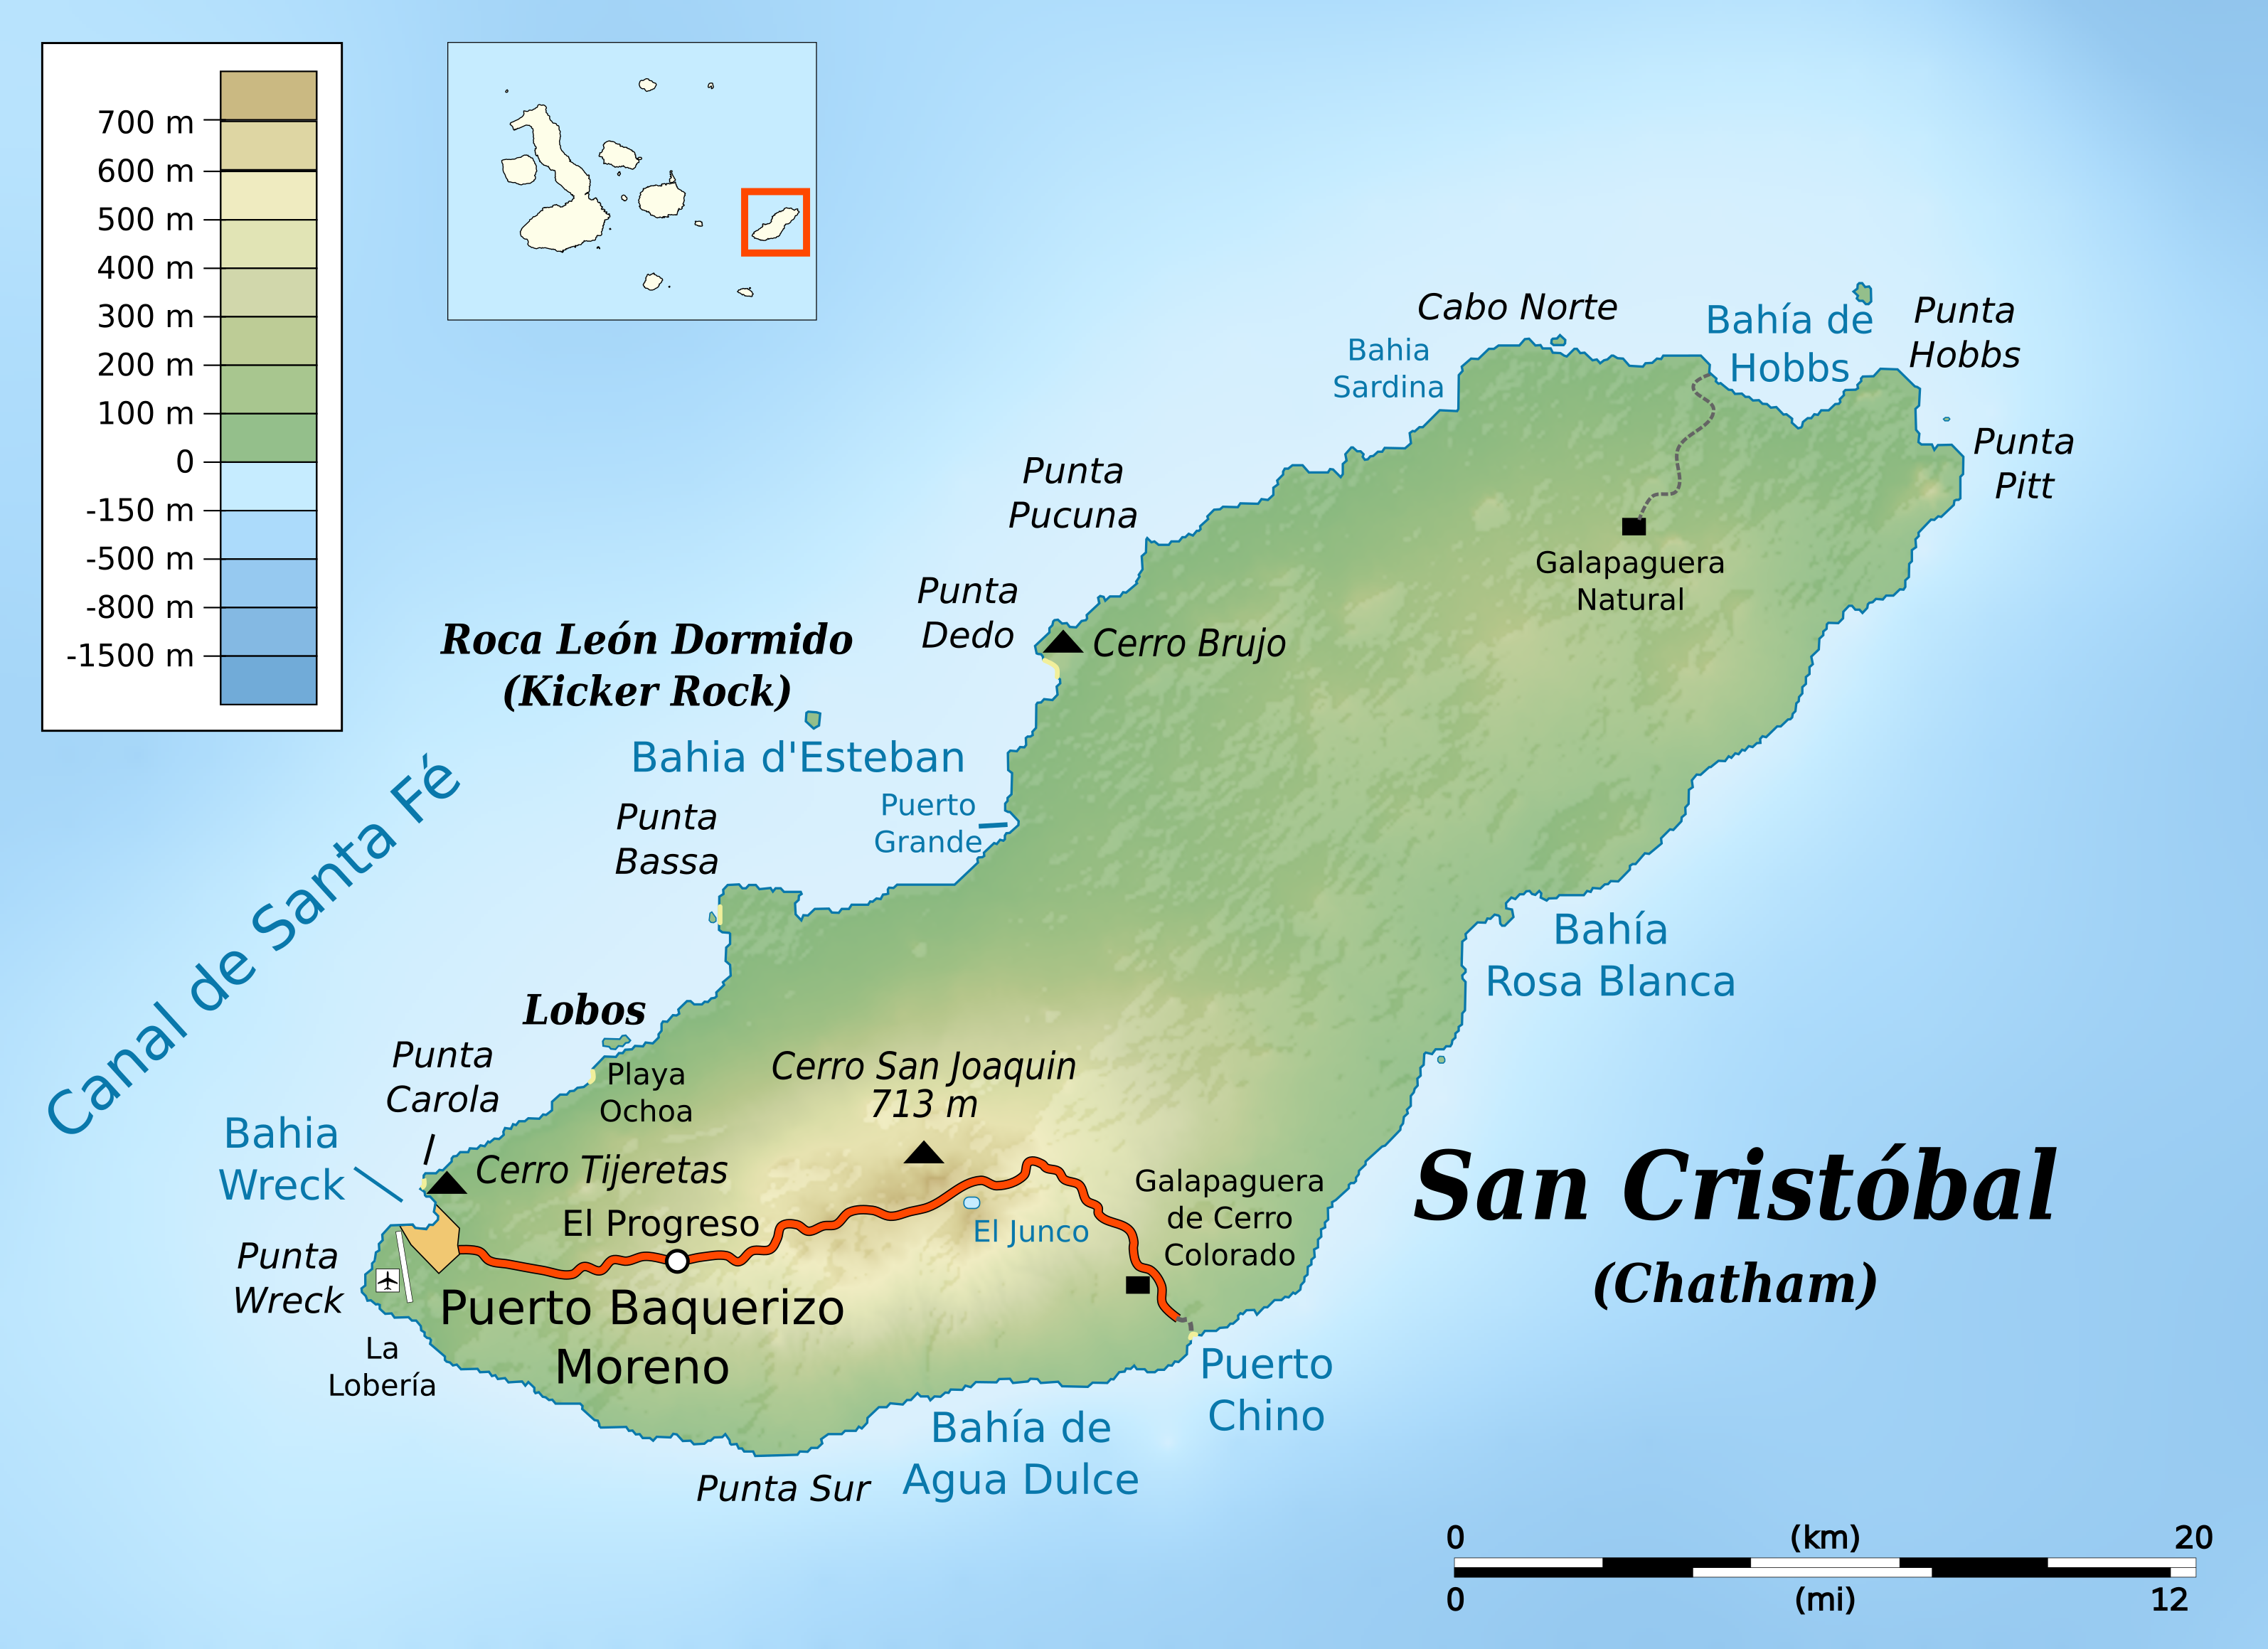 700 m
600 m
500 m
400 m
300 m
200 m
100 m
0
-150 m
-500 m
-800 m
-1500 m
Cabo Norte
Bahia
Sardina
Bahía de
Hobbs
Punta
Hobbs
Punta
Pitt
Punta
Pucuna
Galapaguera
Natural
Punta
Dedo
Cerro Brujo
Roca León Dormido
(Kicker Rock)
Bahia d'Esteban
Puerto
Grande
Punta
Bassa
Canal de Santa Fé
Bahía
Rosa Blanca
Lobos
Punta
Carola
Playa
Ochoa
Cerro San Joaquin
713 m
Bahia
Wreck
Cerro Tijeretas
El Progreso
El Junco
Galapaguera
de Cerro
Colorado
San Cristóbal
(Chatham)
Punta
Wreck
Puerto Baquerizo
Moreno
La
Lobería
Puerto
Chino
Bahía de
Agua Dulce
Punta Sur
0 (km) 20
0 (mi) 12